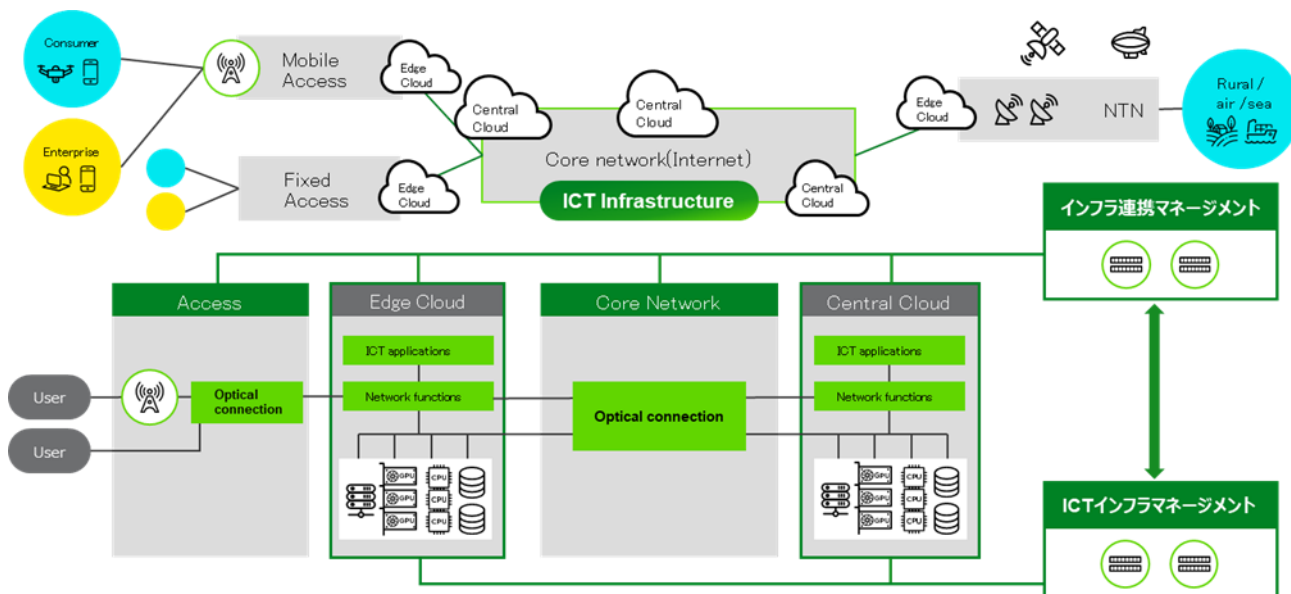 Consumer
Mobile
Access
Edge
Cloud
Central
Cloud
Central
Cloud
Edge
Cloud
NTN
Rural /
air /sea
Enterprise
Fixed
Access
Edge
Cloud
Core network(Internet)
ICT Infrastructure
Central
Cloud
インフラ連携マネージメント
Access
Edge Cloud
Core Network
Central Cloud
ICT applications
ICT applications
User
Optical
connection
Network functions
Optical connection
Network functions
User
GPU
CPU
GPU
CPU
GPU
CPU
GPU
CPU
GPU
CPU
GPU
CPU
ICTインフラマネージメント